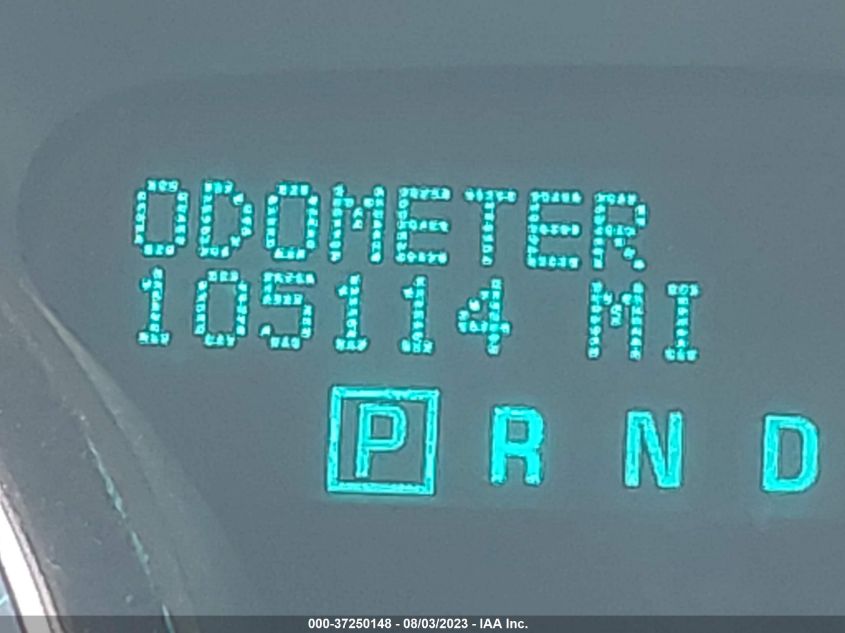 ODOMETER
105114 MI
P R N D
000-37250148 - 08/03/2023 - IAA Inc.